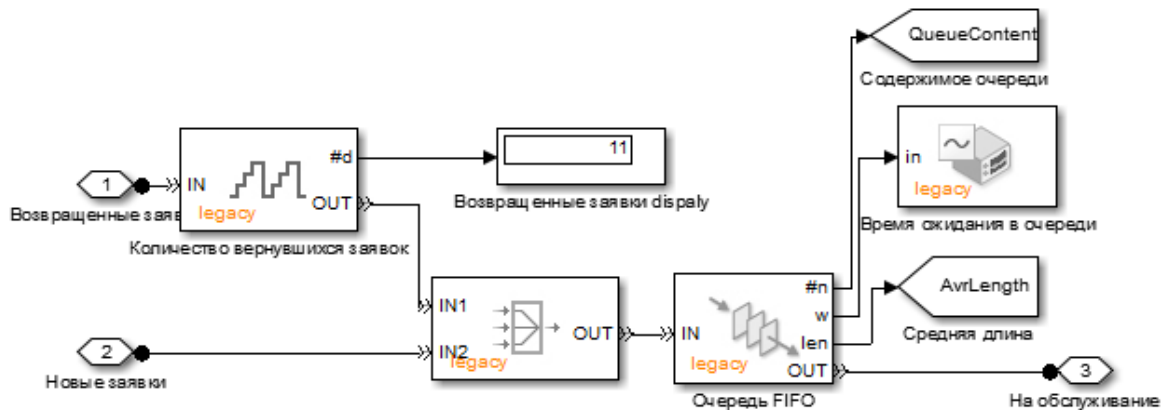 QueueContent
Содержимое очереди
#d
11
#n
in
1
IN
OUT
legacy
legacy
Возвращенные заяв
Возвращенные заявки dispaly
Количество вернувшихся заявок
Время ожидания в очереди
IN1
IN2
OUT
legacy
IN
#n
w
len
OUT
legacy
AvrLength
Средняя длина
2
Новые заявки
3
Очередь FIFO
На обслуживание